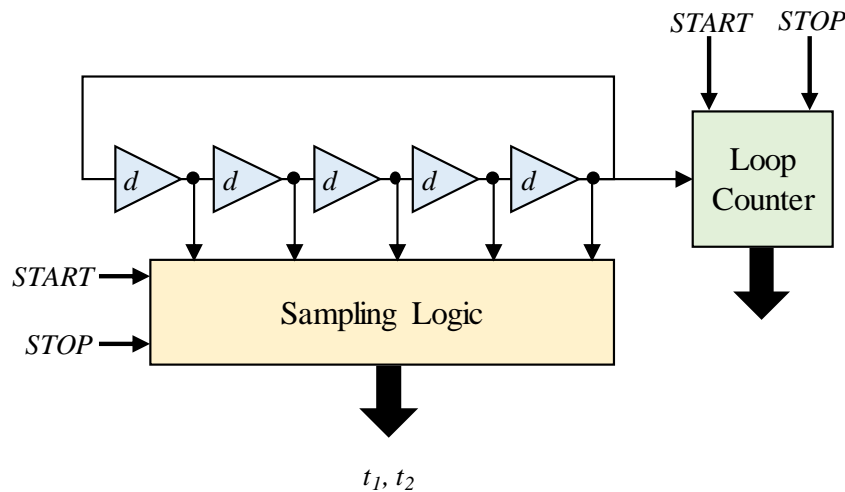 START STOP
d d d d d
Loop
Counter
START
Sampling Logic
STOP
t1, t2